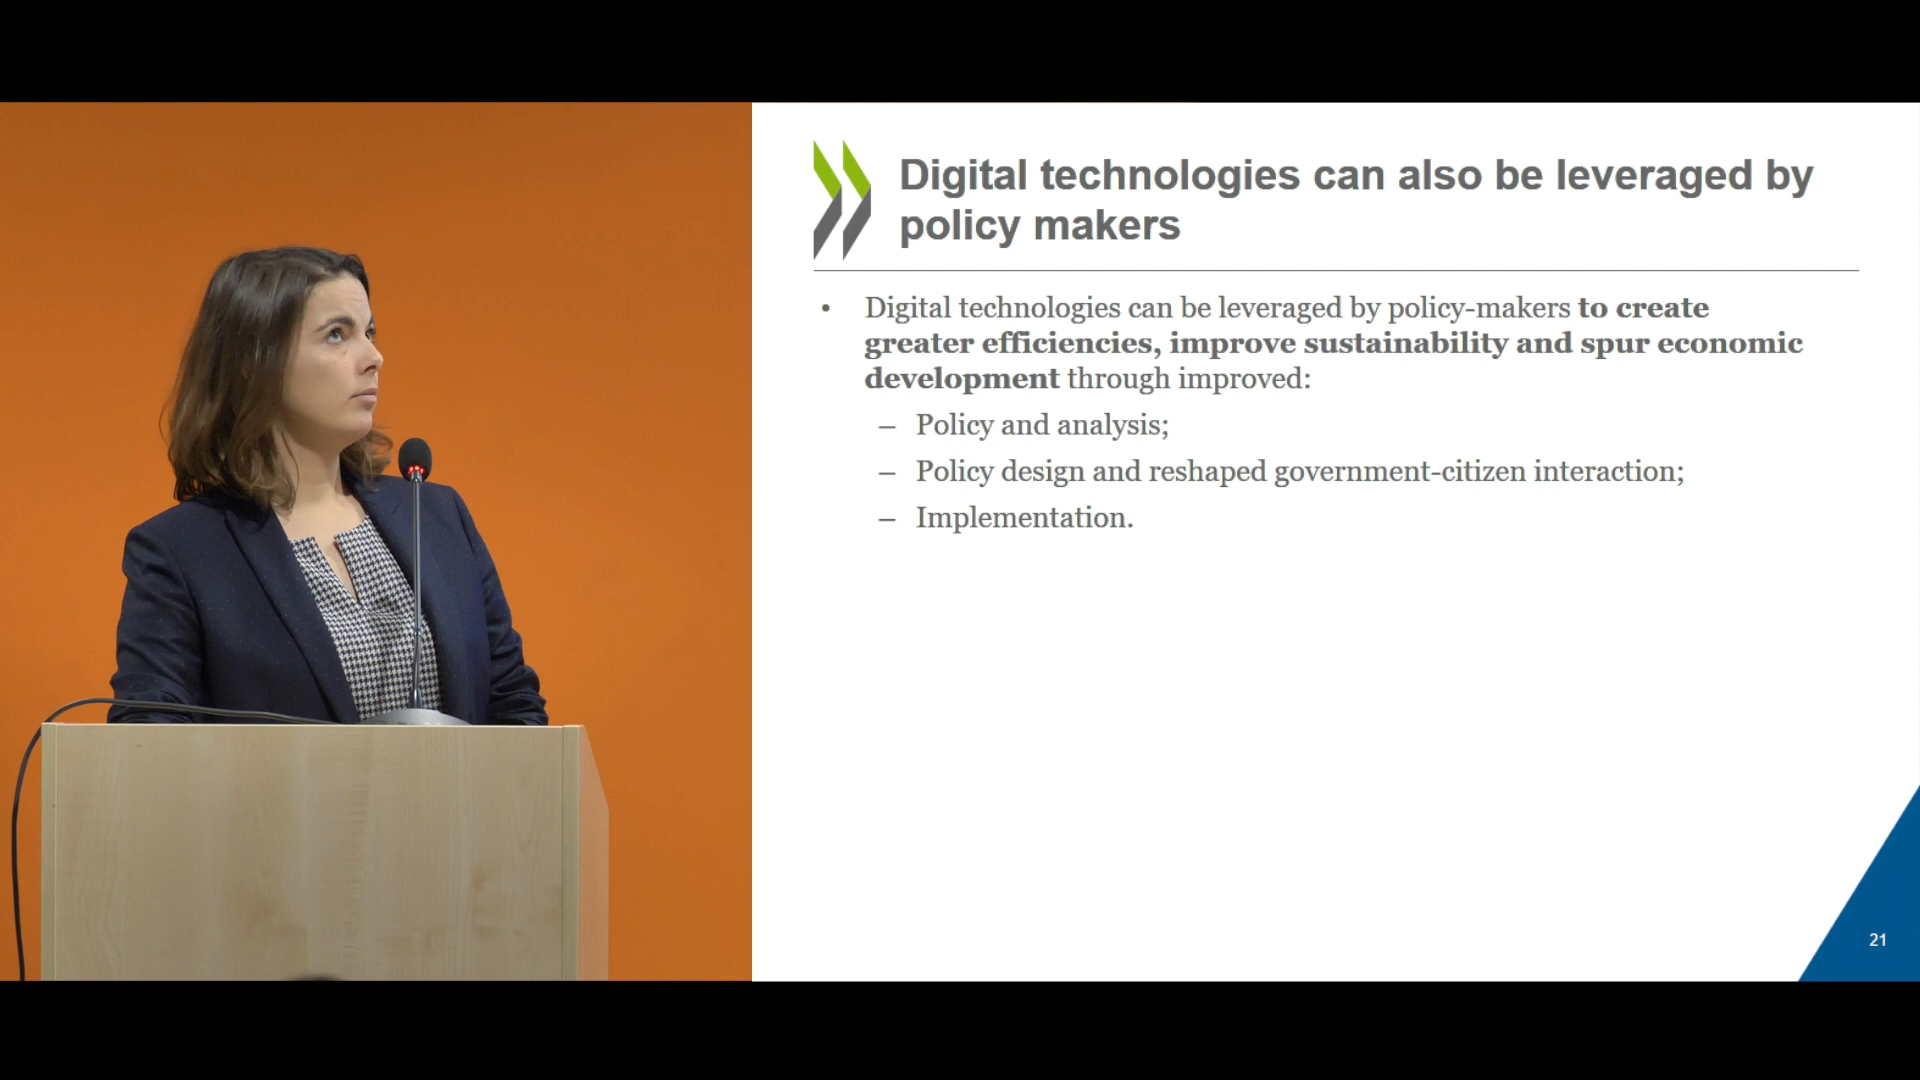 Digital technologies can also be leveraged by
policy makers
• Digital technologies can be leveraged by policy-makers to create
greater efficiencies, improve sustainability and spur economic
development through improved:
– Policy and analysis;
– Policy design and reshaped government-citizen interaction;
– Implementation.
21